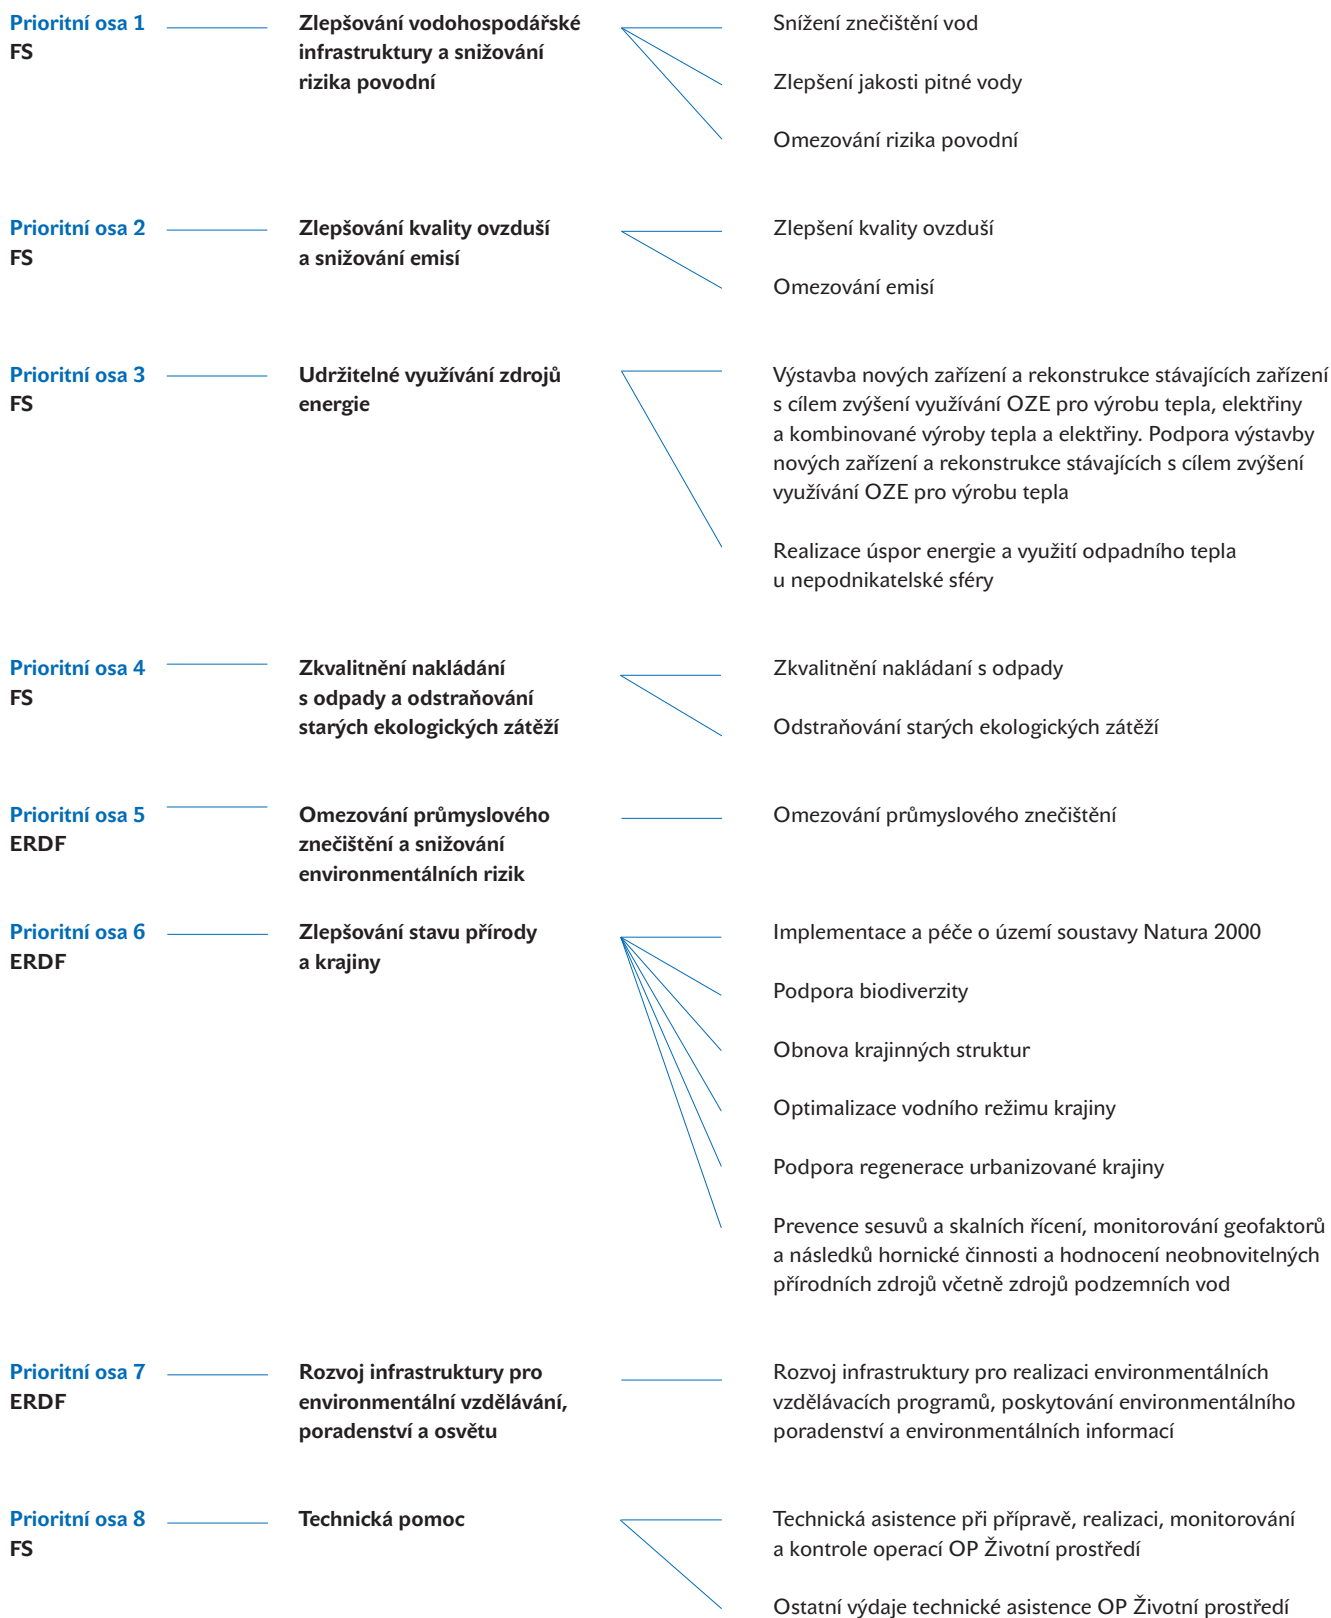 Prioritní osa 1
FS
Zlepšování vodohospodářské
infrastruktury a snižování
rizika povodní
Snížení znečištění vod
Zlepšení jakosti pitné vody
Omezování rizika povodní
Prioritní osa 2
FS
Zlepšování kvality ovzduší
a snižování emisí
Zlepšení kvality ovzduší
Omezování emisí
Prioritní osa 3
FS
Udržitelné využívání zdrojů
energie
Výstavba nových zařízení a rekonstrukce stávajících zařízení
s cílem zvýšení využívání OZE pro výrobu tepla, elektřiny
a kombinované výroby tepla a elektřiny. Podpora výstavby
nových zařízení a rekonstrukce stávajících s cílem zvýšení
využívání OZE pro výrobu tepla
Realizace úspor energie a využití odpadního tepla
u nepodnikatelské sféry
Prioritní osa 4
FS
Zkvalitnění nakládání
s odpady a odstraňování
starých ekologických zátěží
Zkvalitnění nakládaní s odpady
Odstraňování starých ekologických zátěží
Prioritní osa 5
ERDF
Omezování průmyslového
znečištění a snižování
environmentálních rizik
Omezování průmyslového znečištění
Prioritní osa 6
ERDF
Zlepšování stavu přírody
a krajiny
Implementace a péče o území soustavy Natura 2000
Podpora biodiverzity
Obnova krajinných struktur
Optimalizace vodního režimu krajiny
Podpora regenerace urbanizované krajiny
Prevence sesuvů a skalních řícení, monitorování geofaktorů
a následků hornické činnosti a hodnocení neobnovitelných
přírodních zdrojů včetně zdrojů podzemních vod
Prioritní osa 7
ERDF
Rozvoj infrastruktury pro
environmentální vzdělávání,
poradenství a osvětu
Rozvoj infrastruktury pro realizaci environmentálních
vzdělávacích programů, poskytování environmentálního
poradenství a environmentálních informací
Prioritní osa 8
FS
Technická pomoc
Technická asistence při přípravě, realizaci, monitorování
a kontrole operací OP Životní prostředí
Ostatní výdaje technické asistence OP Životní prostředí